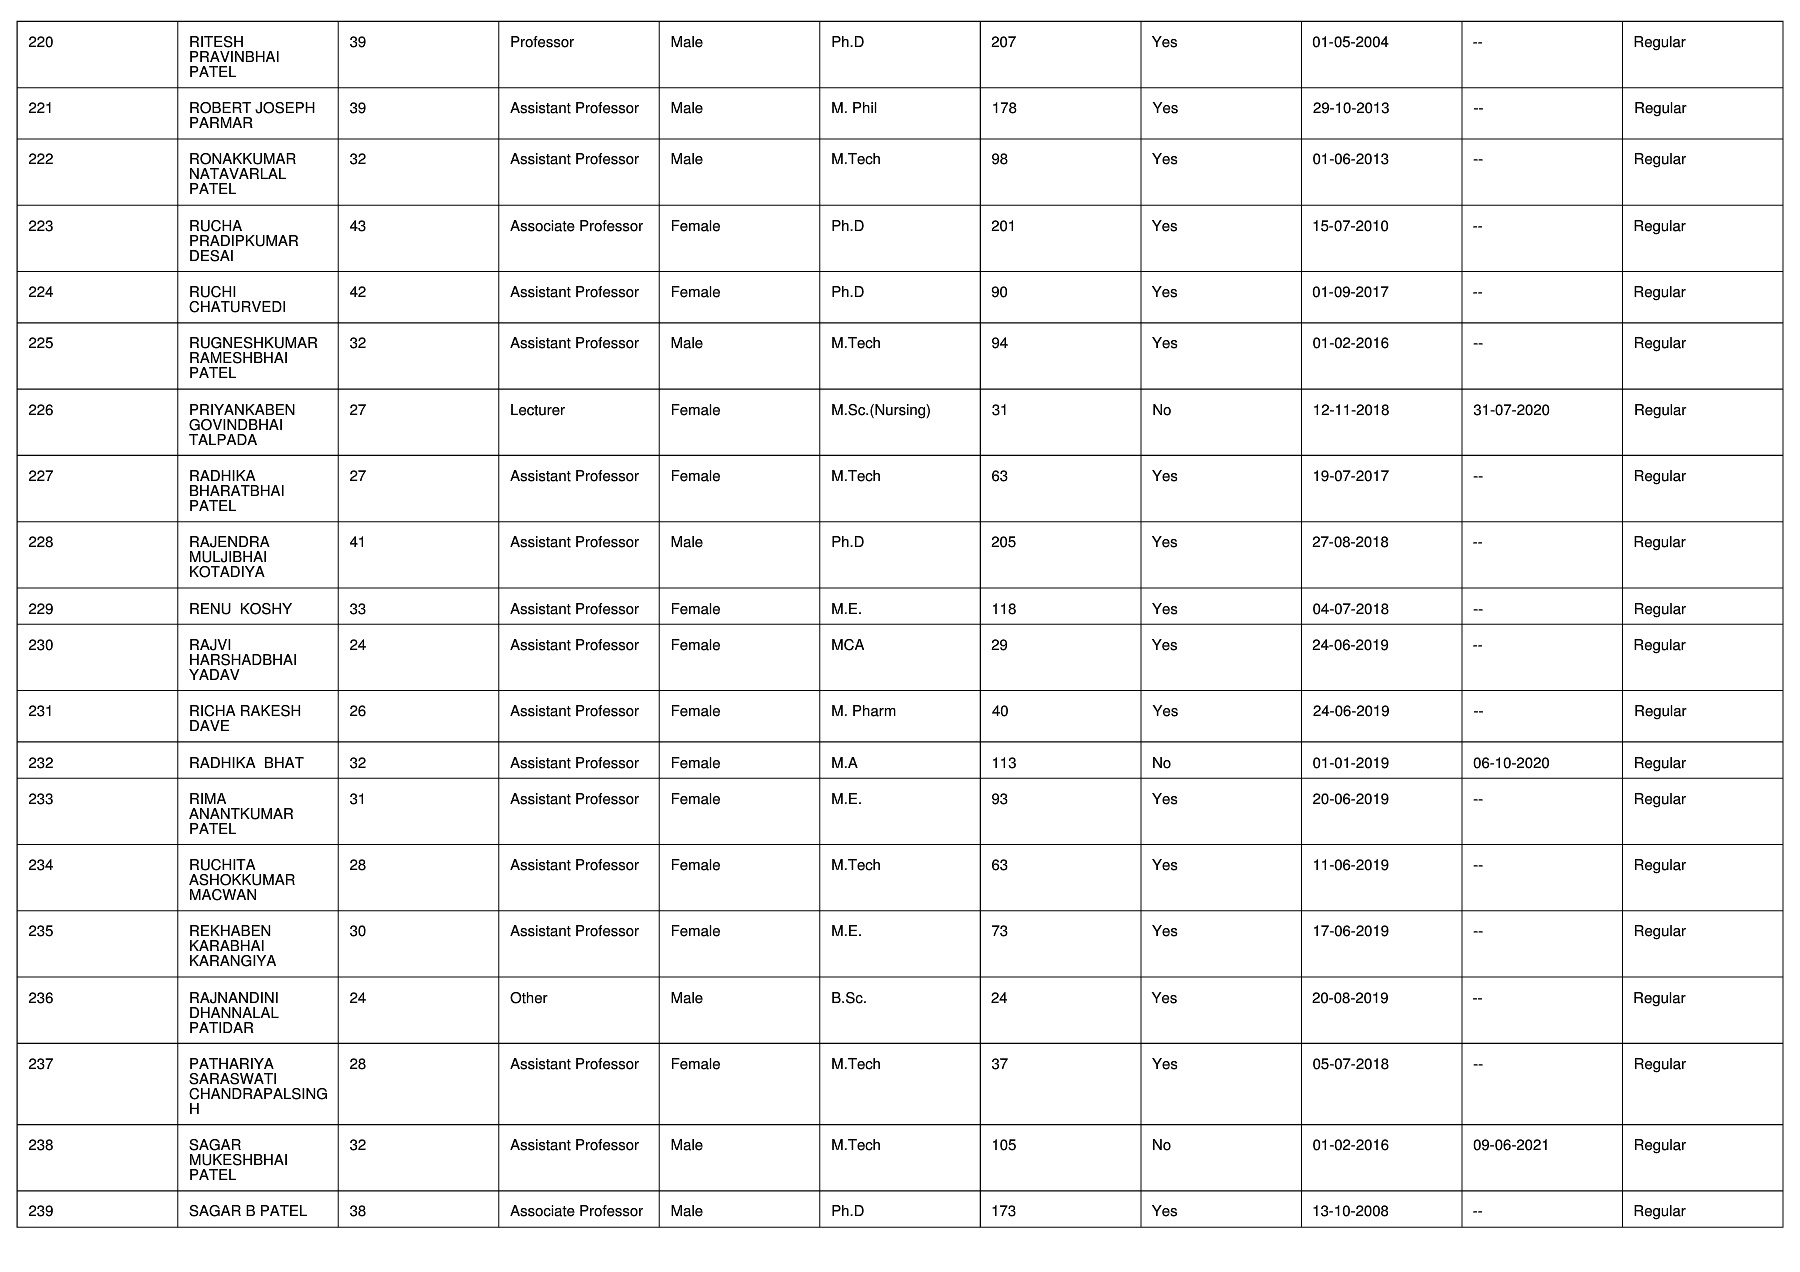 220 RITESH 39 Professor Male Ph.D 207 Yes 01-05-2004 -- Regular
PRAVINBHAI
PATEL
221 ROBERT JOSEPH 39 Assistant Professor Male M. Phil 178 Yes 29-10-2013 -- Regular
PARMAR
222 RONAKKUMAR 32 Assistant Professor Male M.Tech 98 Yes 01-06-2013 -- Regular
NATAVARLAL
PATEL
223 RUCHA 43 Associate Professor Female Ph.D 201 Yes 15-07-2010 -- Regular
PRADIPKUMAR
DESAI
224 RUCHI 42 Assistant Professor Female Ph.D 90 Yes 01-09-2017 -- Regular
CHATURVEDI
225 RUGNESHKUMAR 32 Assistant Professor Male M.Tech 94 Yes 01-02-2016 -- Regular
RAMESHBHAI
PATEL
226 PRIYANKABEN 27 Lecturer Female M.Sc.(Nursing) 31 No 12-11-2018 31-07-2020 Regular
GOVINDBHAI
TALPADA
227 RADHIKA 27 Assistant Professor Female M.Tech 63 Yes 19-07-2017 -- Regular
BHARATBHAI
PATEL
228 RAJENDRA 41 Assistant Professor Male Ph.D 205 Yes 27-08-2018 -- Regular
MULJIBHAI
KOTADIYA
229 RENU KOSHY 33 Assistant Professor Female M.E. 118 Yes 04-07-2018 -- Regular
230 RAJVI 24 Assistant Professor Female MCA 29 Yes 24-06-2019 -- Regular
HARSHADBHAI
YADAV
231 RICHA RAKESH 26 Assistant Professor Female M. Pharm 40 Yes 24-06-2019 -- Regular
DAVE
232 RADHIKA BHAT 32 Assistant Professor Female M.A 113 No 01-01-2019 06-10-2020 Regular
233 RIMA 31 Assistant Professor Female M.E. 93 Yes 20-06-2019 -- Regular
ANANTKUMAR
PATEL
234 RUCHITA 28 Assistant Professor Female M.Tech 63 Yes 11-06-2019 -- Regular
ASHOKKUMAR
MACWAN
235 REKHABEN 30 Assistant Professor Female M.E. 73 Yes 17-06-2019 -- Regular
KARABHAI
KARANGIYA
236 RAJNANDINI 24 Other Male B.Sc. 24 Yes 20-08-2019 -- Regular
DHANNALAL
PATIDAR
237 PATHARIYA 28 Assistant Professor Female M.Tech 37 Yes 05-07-2018 -- Regular
SARASWATI
CHANDRAPALSING
H
238 SAGAR 32 Assistant Professor Male M.Tech 105 No 01-02-2016 09-06-2021 Regular
MUKESHBHAI
PATEL
239 SAGAR B PATEL 38 Associate Professor Male Ph.D 173 Yes 13-10-2008 -- Regular